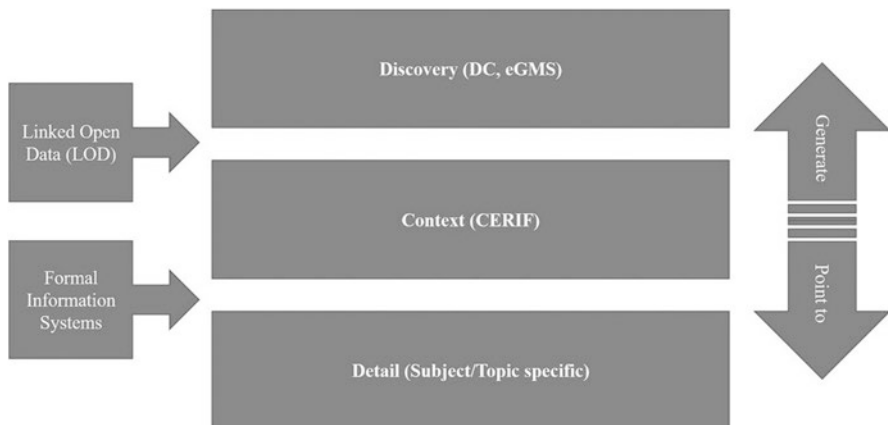 Discovery (DC, eGMS)
Linked Open
Data (LOD)
Generate
Context (CERIF)
Formal
Information
Systems
Point to
Detail (Subject/Topic specific)